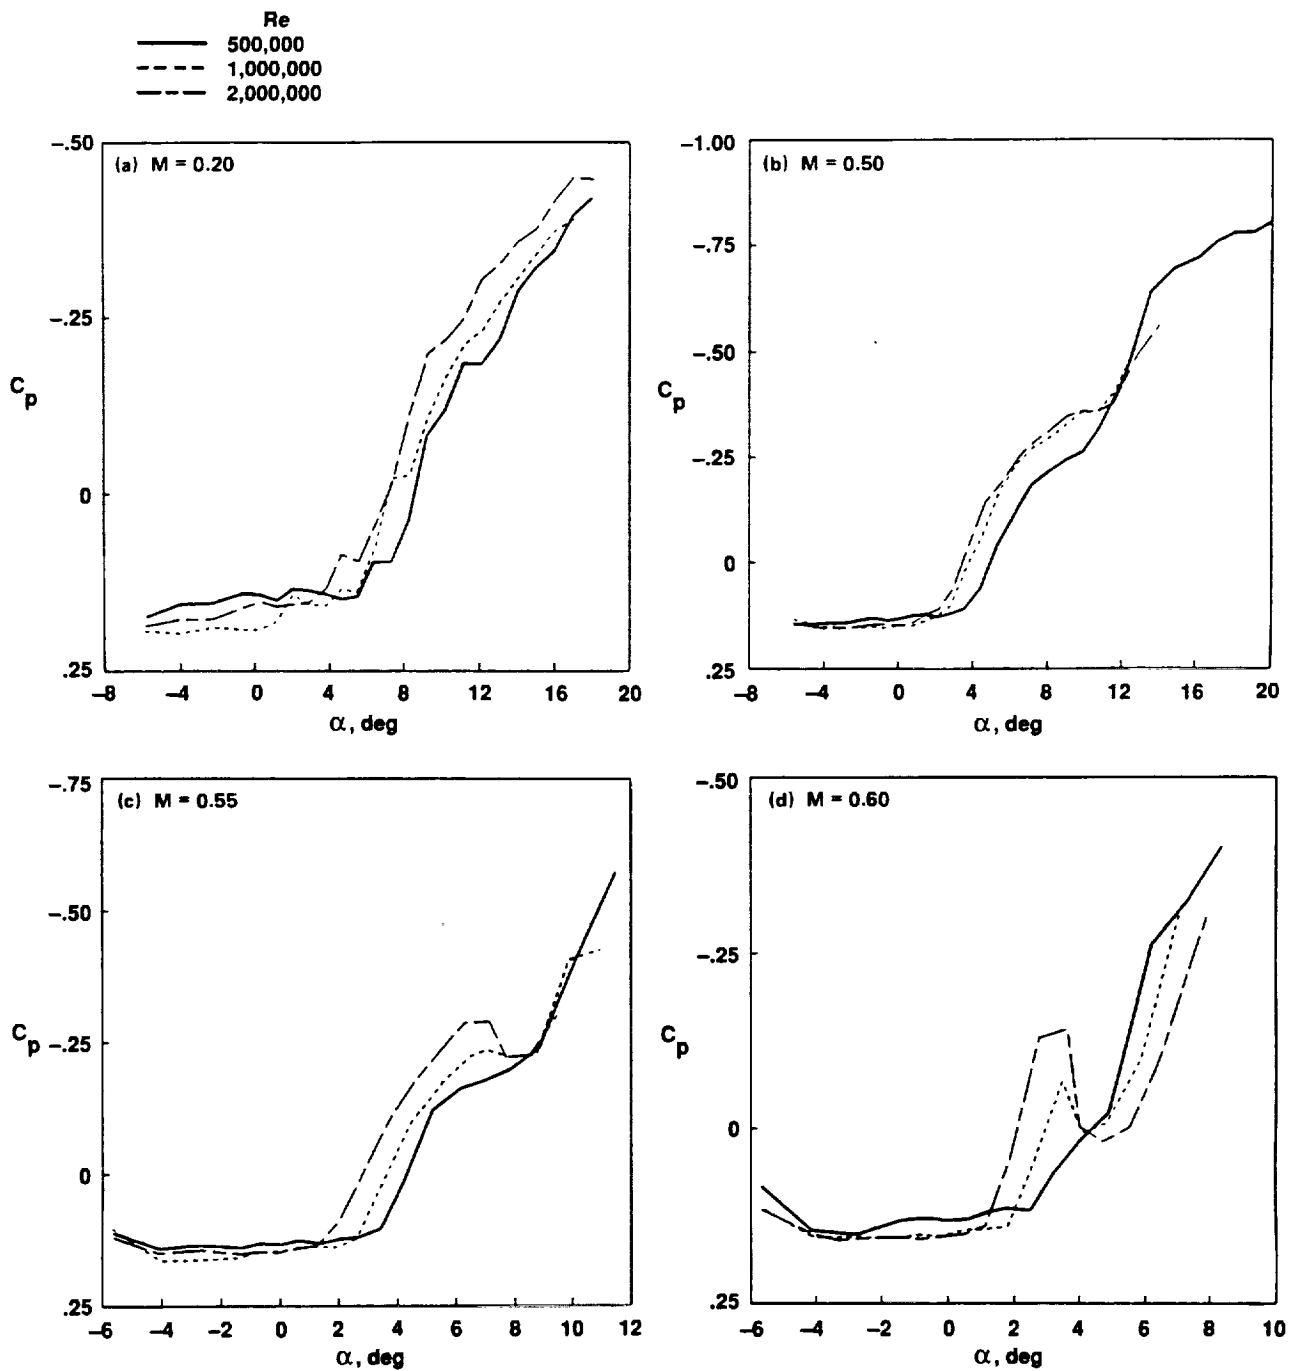 Re
500,000
1,000,000
2,000,000
(a) M = 0.20
-.50
-.25
0
.25
Cp
-8 -4 0 4 8 12 16 20
α, deg
(b) M = 0.50
-1.00
-.75
-.50
-.25
0
.25
Cp
-8 -4 0 4 8 12 16 20
α, deg
(c) M = 0.55
-.75
-.50
-.25
0
.25
Cp
-6 -4 -2 0 2 4 6 8 10 12
α, deg
(d) M = 0.60
-.50
-.25
0
.25
Cp
-6 -4 -2 0 2 4 6 8 10
α, deg